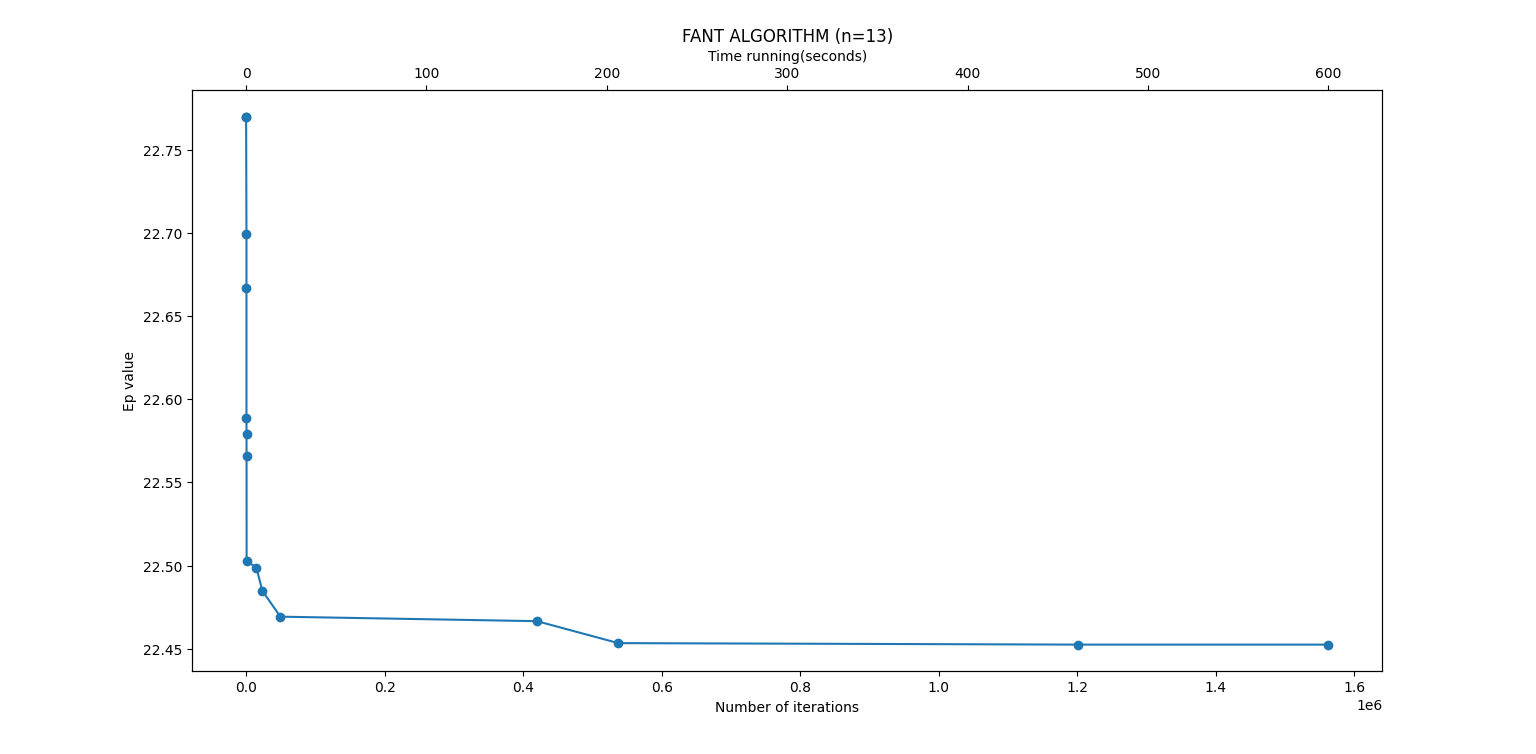 FANT ALGORITHM (n=13)
Time running(seconds)
0 100 200 300 400 500 600
22.75
22.70
22.65
22.60
22.55
22.50
22.45
Ep value
0.0 0.2 0.4 0.6 0.8 1.0 1.2 1.4 1.6
1e6
Number of iterations